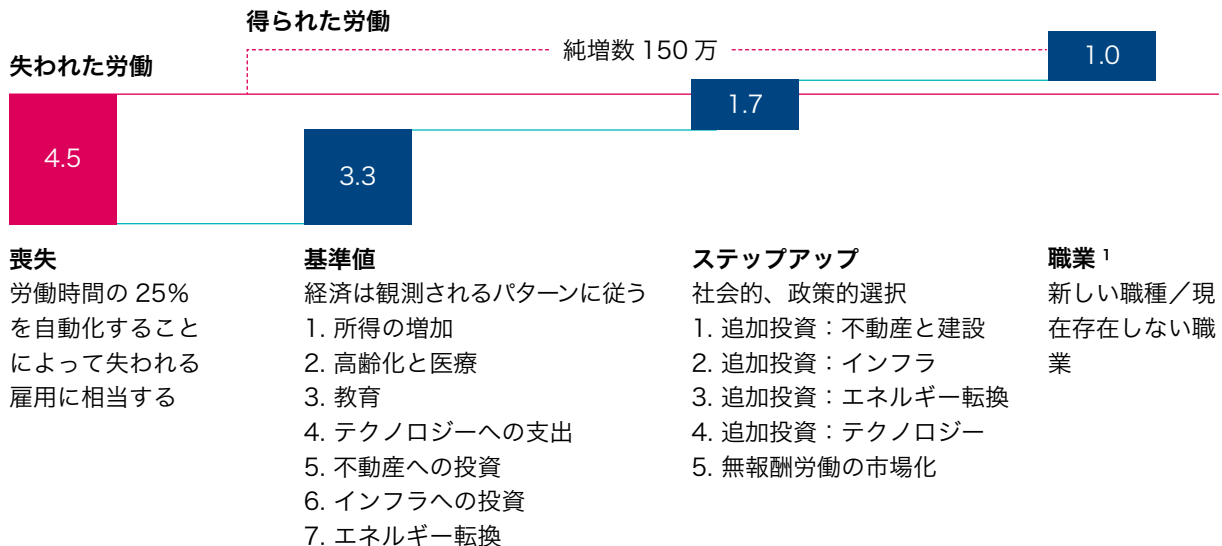 得られた労働
純増数 150 万
1.0
失われた労働
1.7
4.5
3.3
喪失
労働時間の 25%
を自動化すること
によって失われる
雇用に相当する
基準値
経済は観測されるパターンに従う
1. 所得の増加
2. 高齢化と医療
3. 教育
4. テクノロジーへの支出
5. 不動産への投資
6. インフラへの投資
7. エネルギー転換
ステップアップ
社会的、政策的選択
1. 追加投資：不動産と建設
2. 追加投資：インフラ
3. 追加投資：エネルギー転換
4. 追加投資：テクノロジー
5. 無報酬労働の市場化
職業 ¹
新しい職種／現
在存在しない職
業